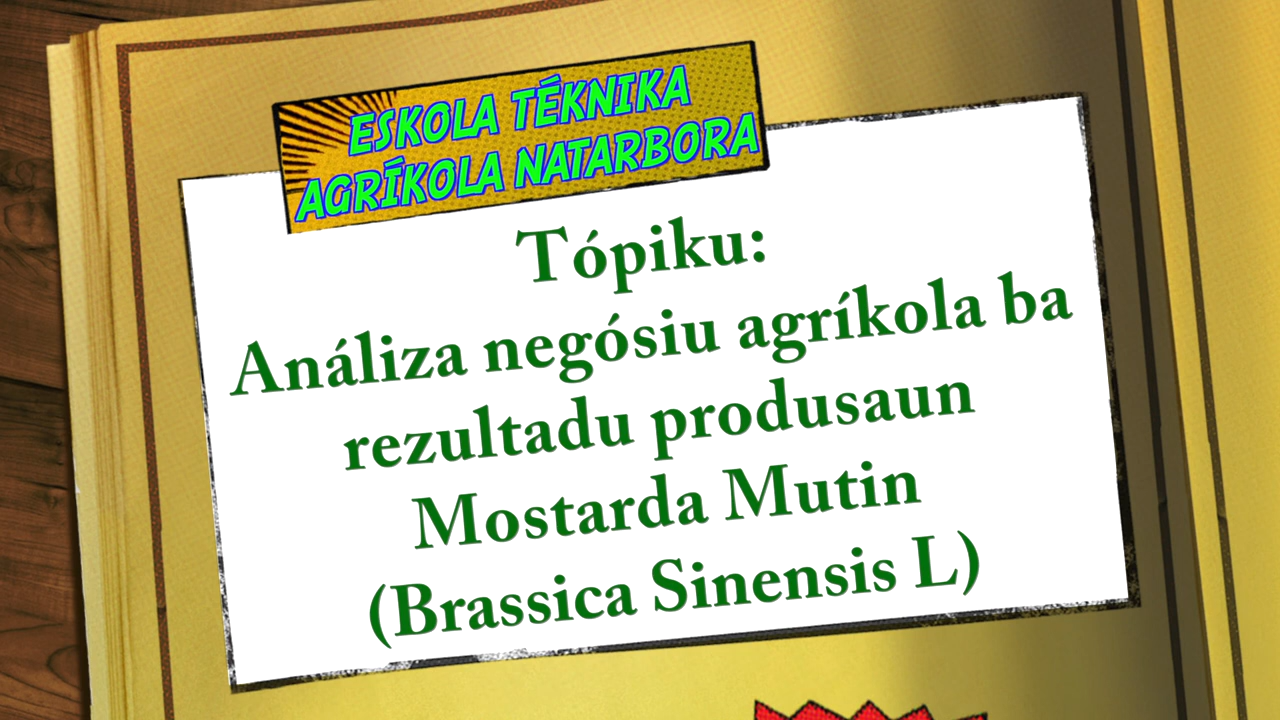 ESKOLA TÉKNIKA
AGRÍKOLA NATARBORA
Tópiku:
Análiza negósiu agríkola ba
rezultadu produsaun
Mostarda Mutin
(Brassica Sinensis L)